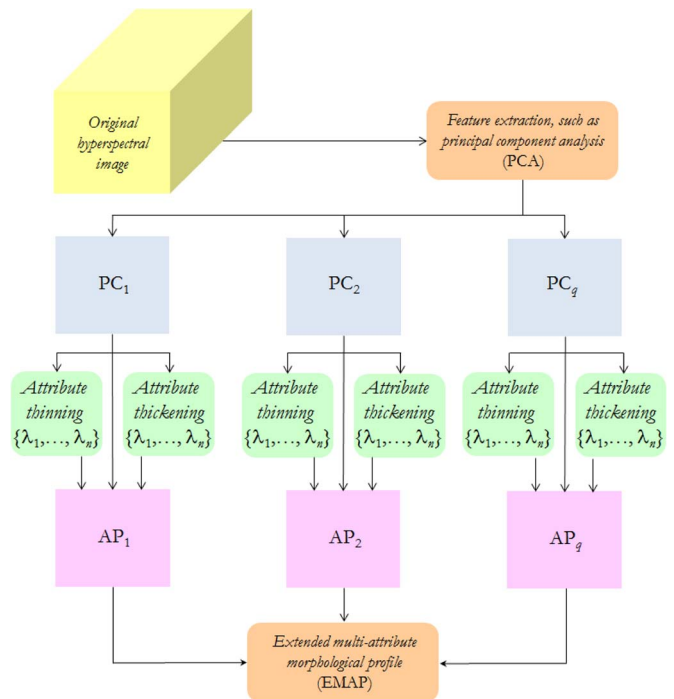 Original
hyperspectral
image
Feature extraction, such as
principal component analysis
(PCA)
PC₁
PC₂
PC_q
Attribute
thinning
{λ₁,…, λₙ}
Attribute
thickening
{λ₁,…, λₙ}
Attribute
thinning
{λ₁,…, λₙ}
Attribute
thickening
{λ₁,…, λₙ}
Attribute
thinning
{λ₁,…, λₙ}
Attribute
thickening
{λ₁,…, λₙ}
AP₁
AP₂
AP_q
Extended multi-attribute
morphological profile
(EMAP)